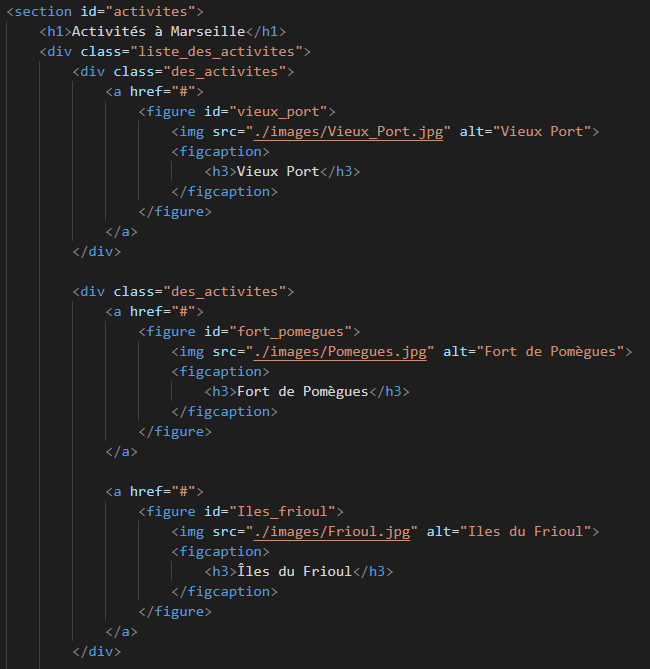 <section id="activites">
<h1>Activités à Marseille</h1>
<div class="liste_des_activites">
<div class="des_activites">
<a href="#">
<figure id="vieux_port">
<img src="./images/Vieux_Port.jpg" alt="Vieux Port">
<figcaption>
<h3>Vieux Port</h3>
</figcaption>
</figure>
</a>
</div>
<div class="des_activites">
<a href="#">
<figure id="fort_pomegues">
<img src="./images/Pomegues.jpg" alt="Fort de Pomègues">
<figcaption>
<h3>Fort de Pomègues</h3>
</figcaption>
</figure>
</a>
<a href="#">
<figure id="Iles_frioul">
<img src="./images/Frioul.jpg" alt="Iles du Frioul">
<figcaption>
<h3>Îles du Frioul</h3>
</figcaption>
</figure>
</a>
</div>